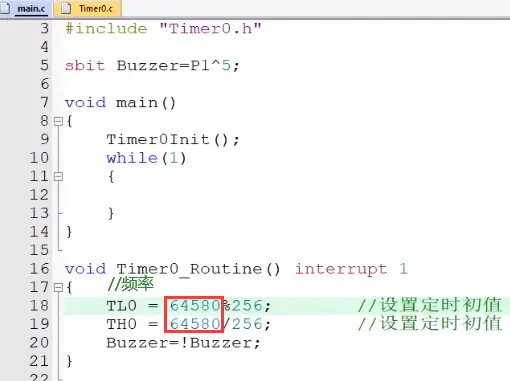 main.c Timer0.c
3 #include "Timer0.h"
4
5 sbit Buzzer=P1^5;
6
7 void main()
8 {
9 Timer0Init();
10 while(1)
11 {
12
13 }
14 }
15
16 void Timer0_Routine() interrupt 1
17 { //频率
18 TL0 = 64580%256; //设置定时初值
19 TH0 = 64580/256; //设置定时初值
20 Buzzer=!Buzzer;
21 }
22